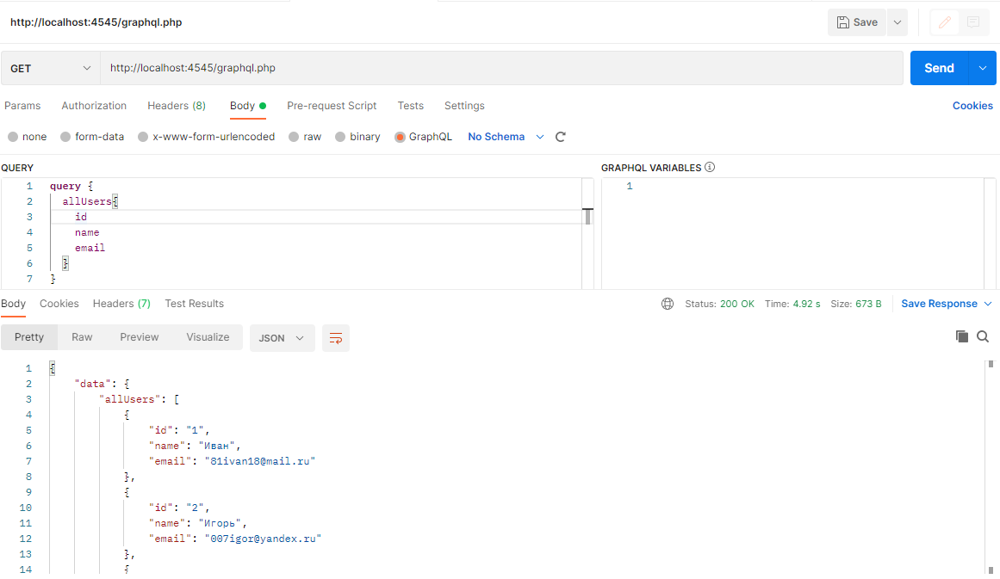 http://localhost:4545/graphql.php
Save
GET
http://localhost:4545/graphql.php
Send
Params Authorization Headers (8) Body Pre-request Script Tests Settings Cookies
none form-data x-www-form-urlencoded raw binary GraphQL No Schema
QUERY
1 query {
2 allUsers{
3 id
4 name
5 email
6 }
7 }
GRAPHQL VARIABLES
1
Body Cookies Headers (7) Test Results Status: 200 OK Time: 4.92 s Size: 673 B Save Response
Pretty Raw Preview Visualize JSON
1 {
2 "data": {
3 "allUsers": [
4 {
5 "id": "1",
6 "name": "Иван",
7 "email": "81ivan18@mail.ru"
8 },
9 {
10 "id": "2",
11 "name": "Игорь",
12 "email": "007igor@yandex.ru"
13 },
14 {